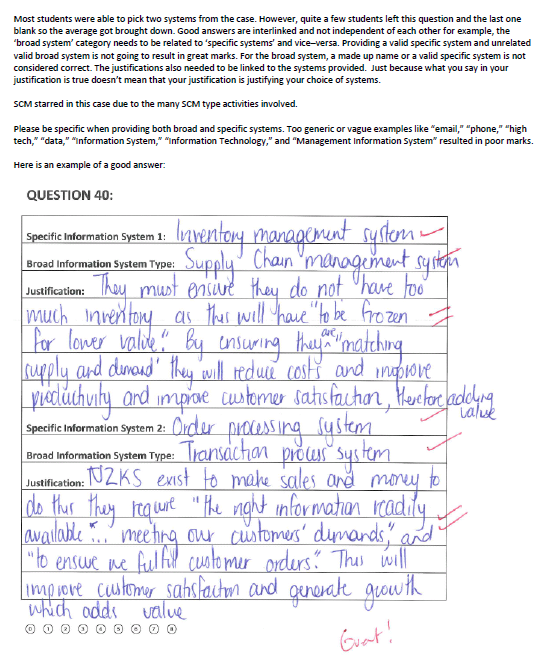 Most students were able to pick two systems from the case. However, quite a few students left this question and the last one
blank so the average got brought down. Good answers are interlinked and not independent of each other for example, the
'broad system' category needs to be related to 'specific systems' and vice–versa. Providing a valid specific system and unrelated
valid broad system is not going to result in great marks. For the broad system, a made up name or a valid specific system is not
considered correct. The justifications also needed to be linked to the systems provided. Just because what you say in your
justification is true doesn't mean that your justification is justifying your choice of systems.
SCM starred in this case due to the many SCM type activities involved.
Please be specific when providing both broad and specific systems. Too generic or vague examples like "email," "phone," "high
tech," "data," "Information System," "Information Technology," and "Management Information System" resulted in poor marks.
Here is an example of a good answer:
QUESTION 40:
Specific Information System 1: Inventory management system
Broad Information System Type: Supply Chain management system
Justification: They must ensure they do not "have too
much inventory as this will have "to be frozen
for lower value." By ensuring they are "matching
supply and demand" they will reduce costs and improve
productivity and improve customer satisfaction, therefore adding
value
Specific Information System 2: Order processing system
Broad Information System Type: Transaction process system
Justification: NZKS exist to make sales and money to
do this they require "the right information readily
available"... meeting our customers' demands," and
"to ensure we fulfill customer orders." This will
improve customer satisfaction and generate growth
which adds value
0 1 2 3 4 5 6 7 8
Great!